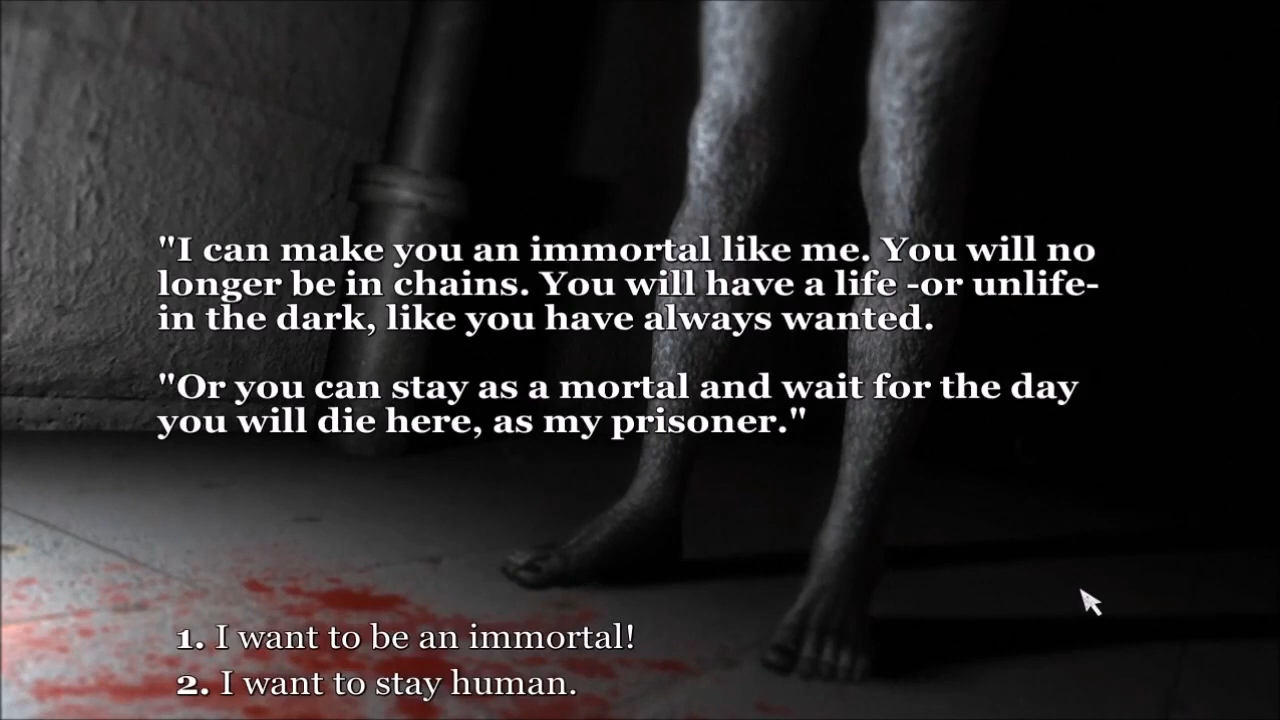 "I can make you an immortal like me. You will no
longer be in chains. You will have a life -or unlife-
in the dark, like you have always wanted.
"Or you can stay as a mortal and wait for the day
you will die here, as my prisoner."
1. I want to be an immortal!
2. I want to stay human.